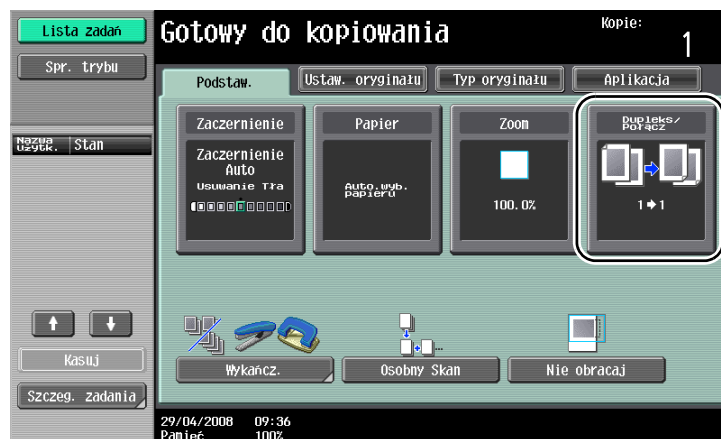 Lista zadań
Gotowy do kopiowania
Kopie:
1
Spr. trybu
Podstaw.
Ustaw. oryginału
Typ oryginału
Aplikacja
Nazwa
Użytk.
Stan
Zaczernienie
Papier
Zoom
Dupleks/
Połącz
Zaczernienie
Auto
Usuwanie Tła
Auto.wyb.
papieru
100.0%
1➜1
Kasuj
Wykańcz.
Osobny Skan
Nie obracaj
Szczeg. zadania
29/04/2008 09:36
Pamięć 100%